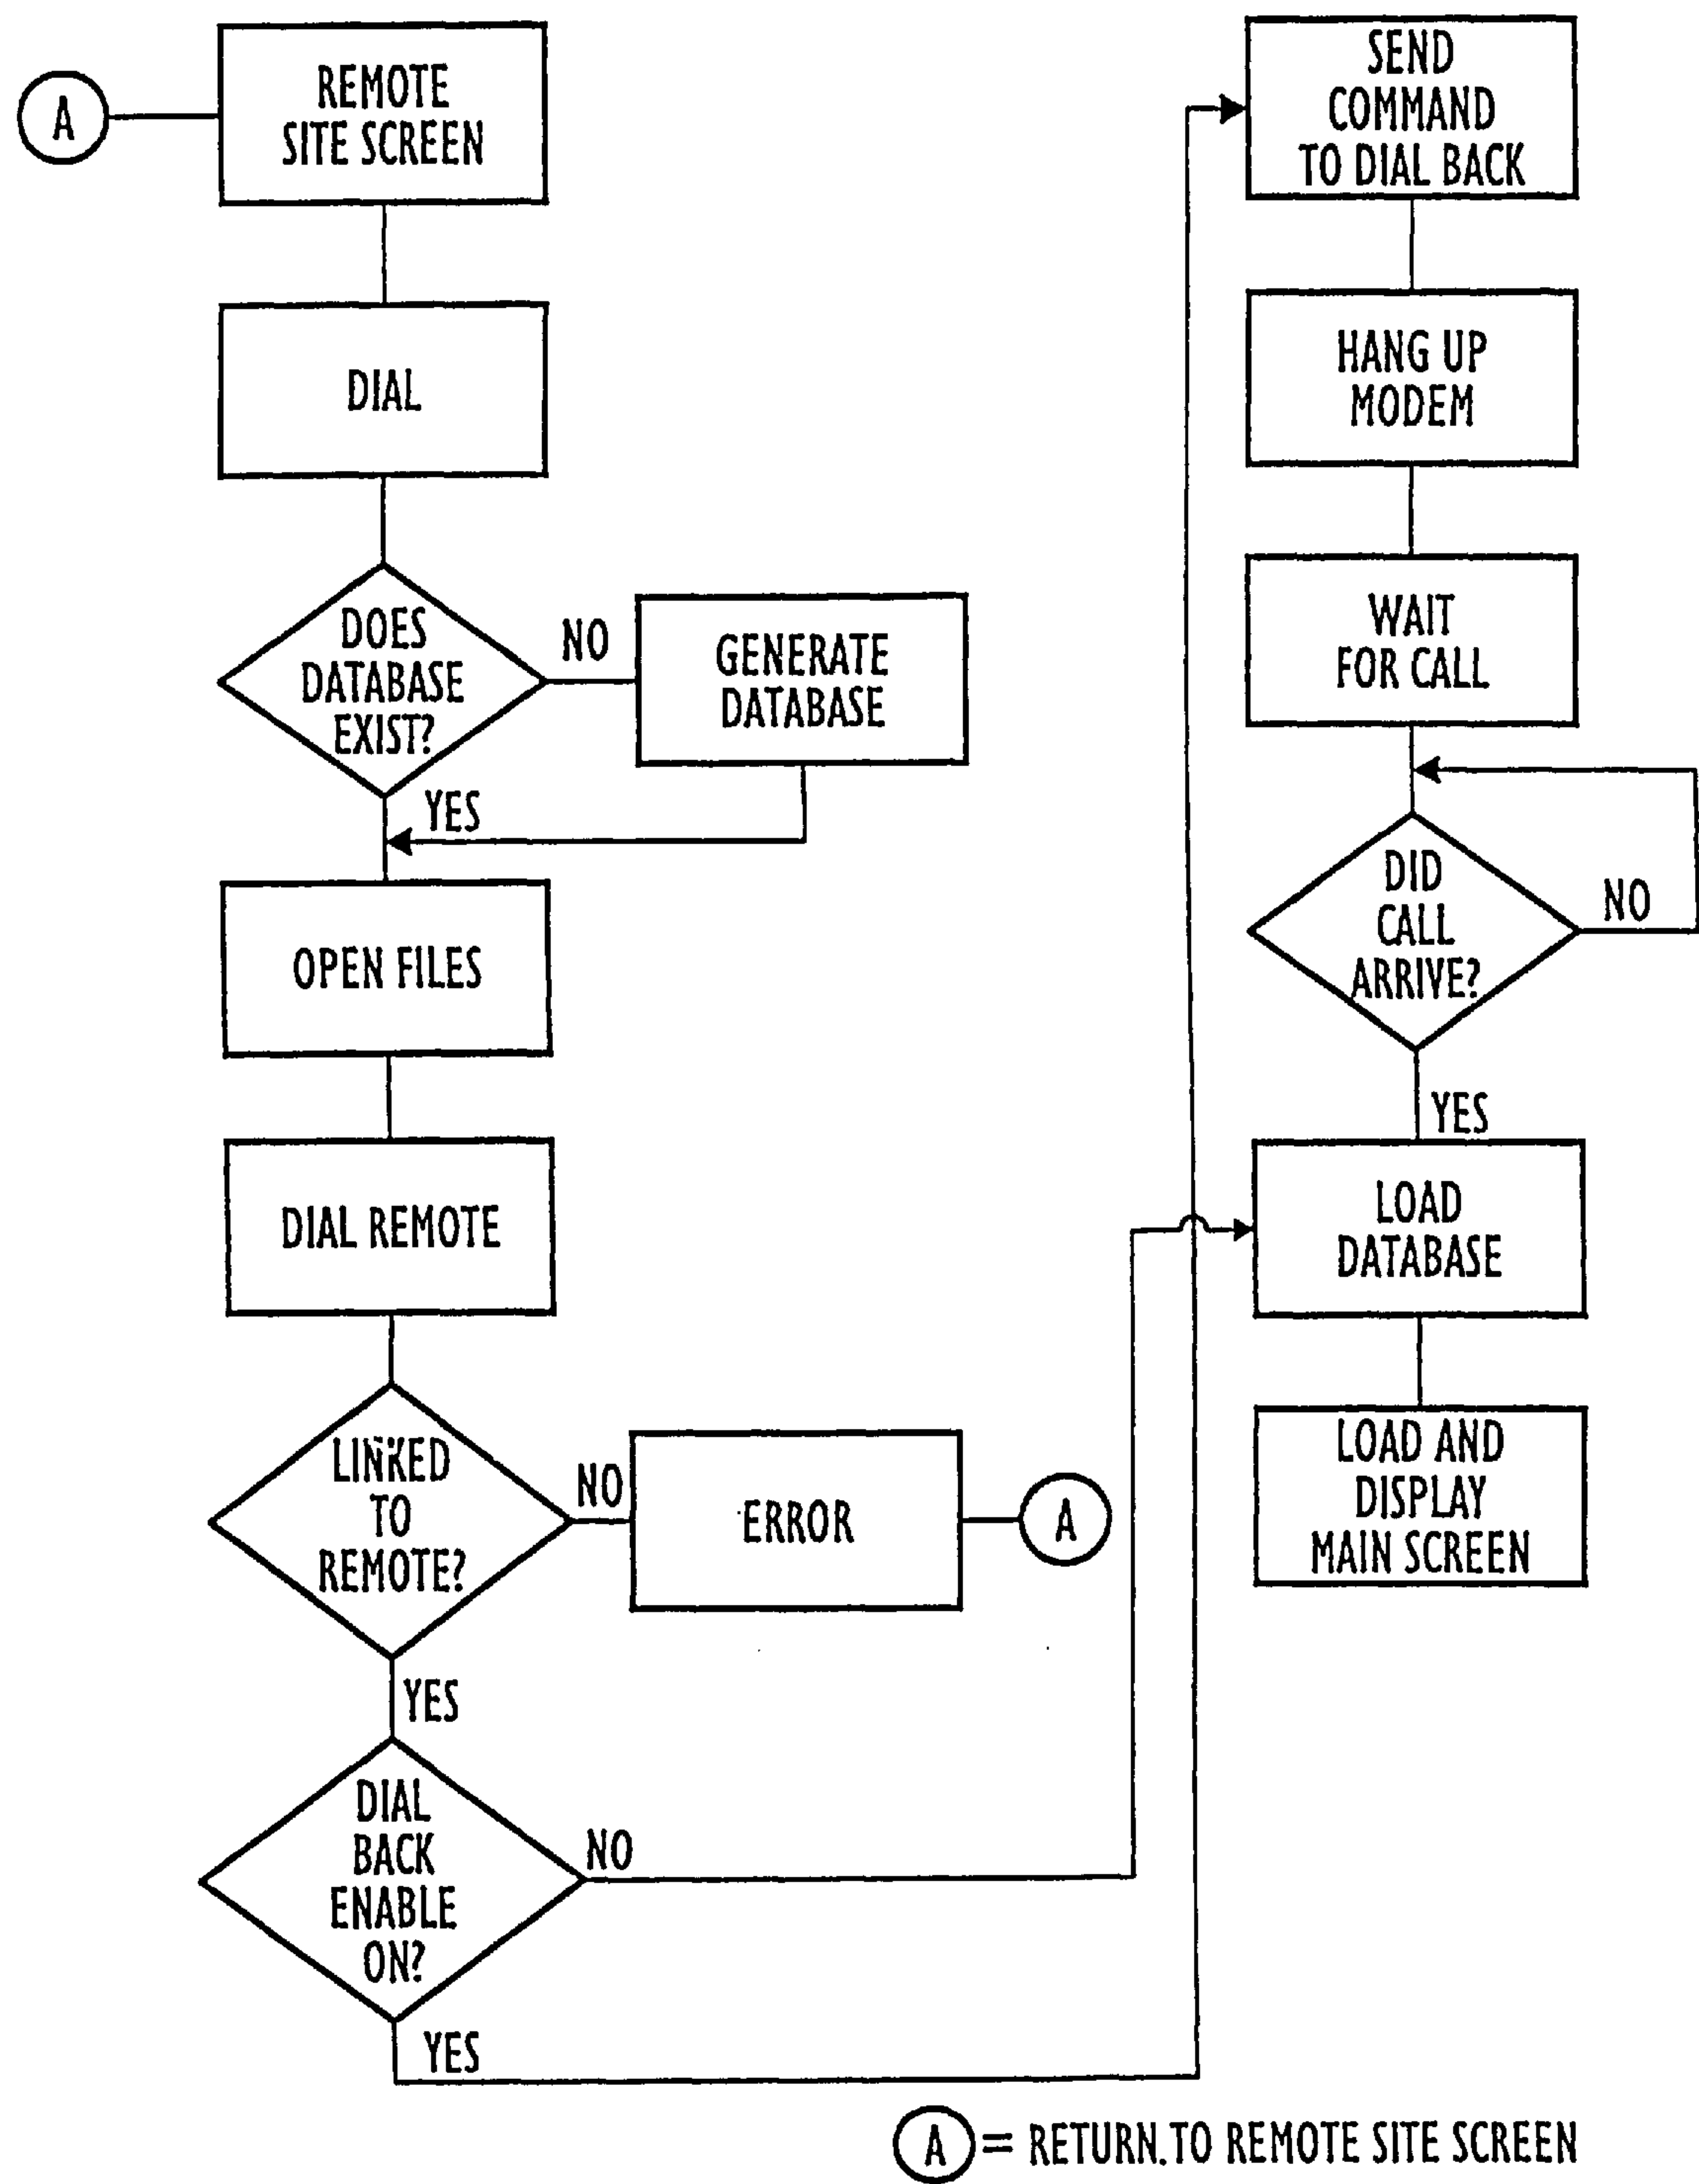 A
REMOTE
SITE SCREEN
DIAL
DOES
DATABASE
EXIST?
NO
GENERATE
DATABASE
YES
OPEN FILES
DIAL REMOTE
LINKED
TO
REMOTE?
NO
ERROR
A
YES
DIAL
BACK
ENABLE
ON?
NO
YES
SEND
COMMAND
TO DIAL BACK
HANG UP
MODEM
WAIT
FOR CALL
DID
CALL
ARRIVE?
NO
YES
LOAD
DATABASE
LOAD AND
DISPLAY
MAIN SCREEN
A = RETURN.TO REMOTE SITE SCREEN